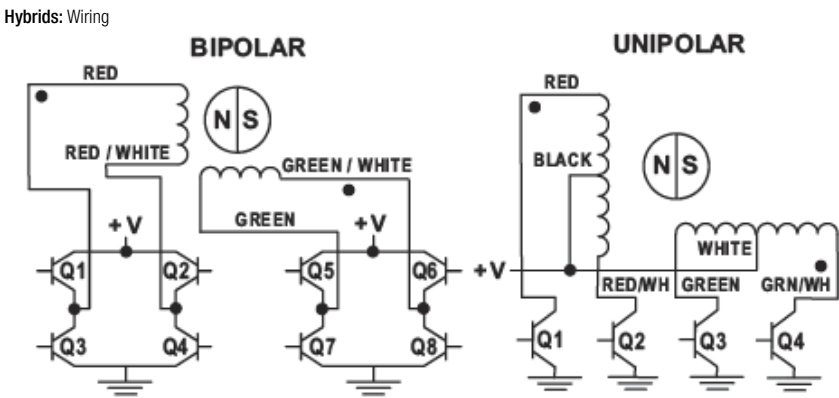 Hybrids: Wiring
BIPOLAR
RED
N S
RED / WHITE
GREEN / WHITE
GREEN
+V
+V
Q1
Q2
Q5
Q6
Q3
Q4
Q7
Q8
UNIPOLAR
RED
BLACK
N S
WHITE
+V
RED/WH
GREEN
GRN/WH
Q1
Q2
Q3
Q4